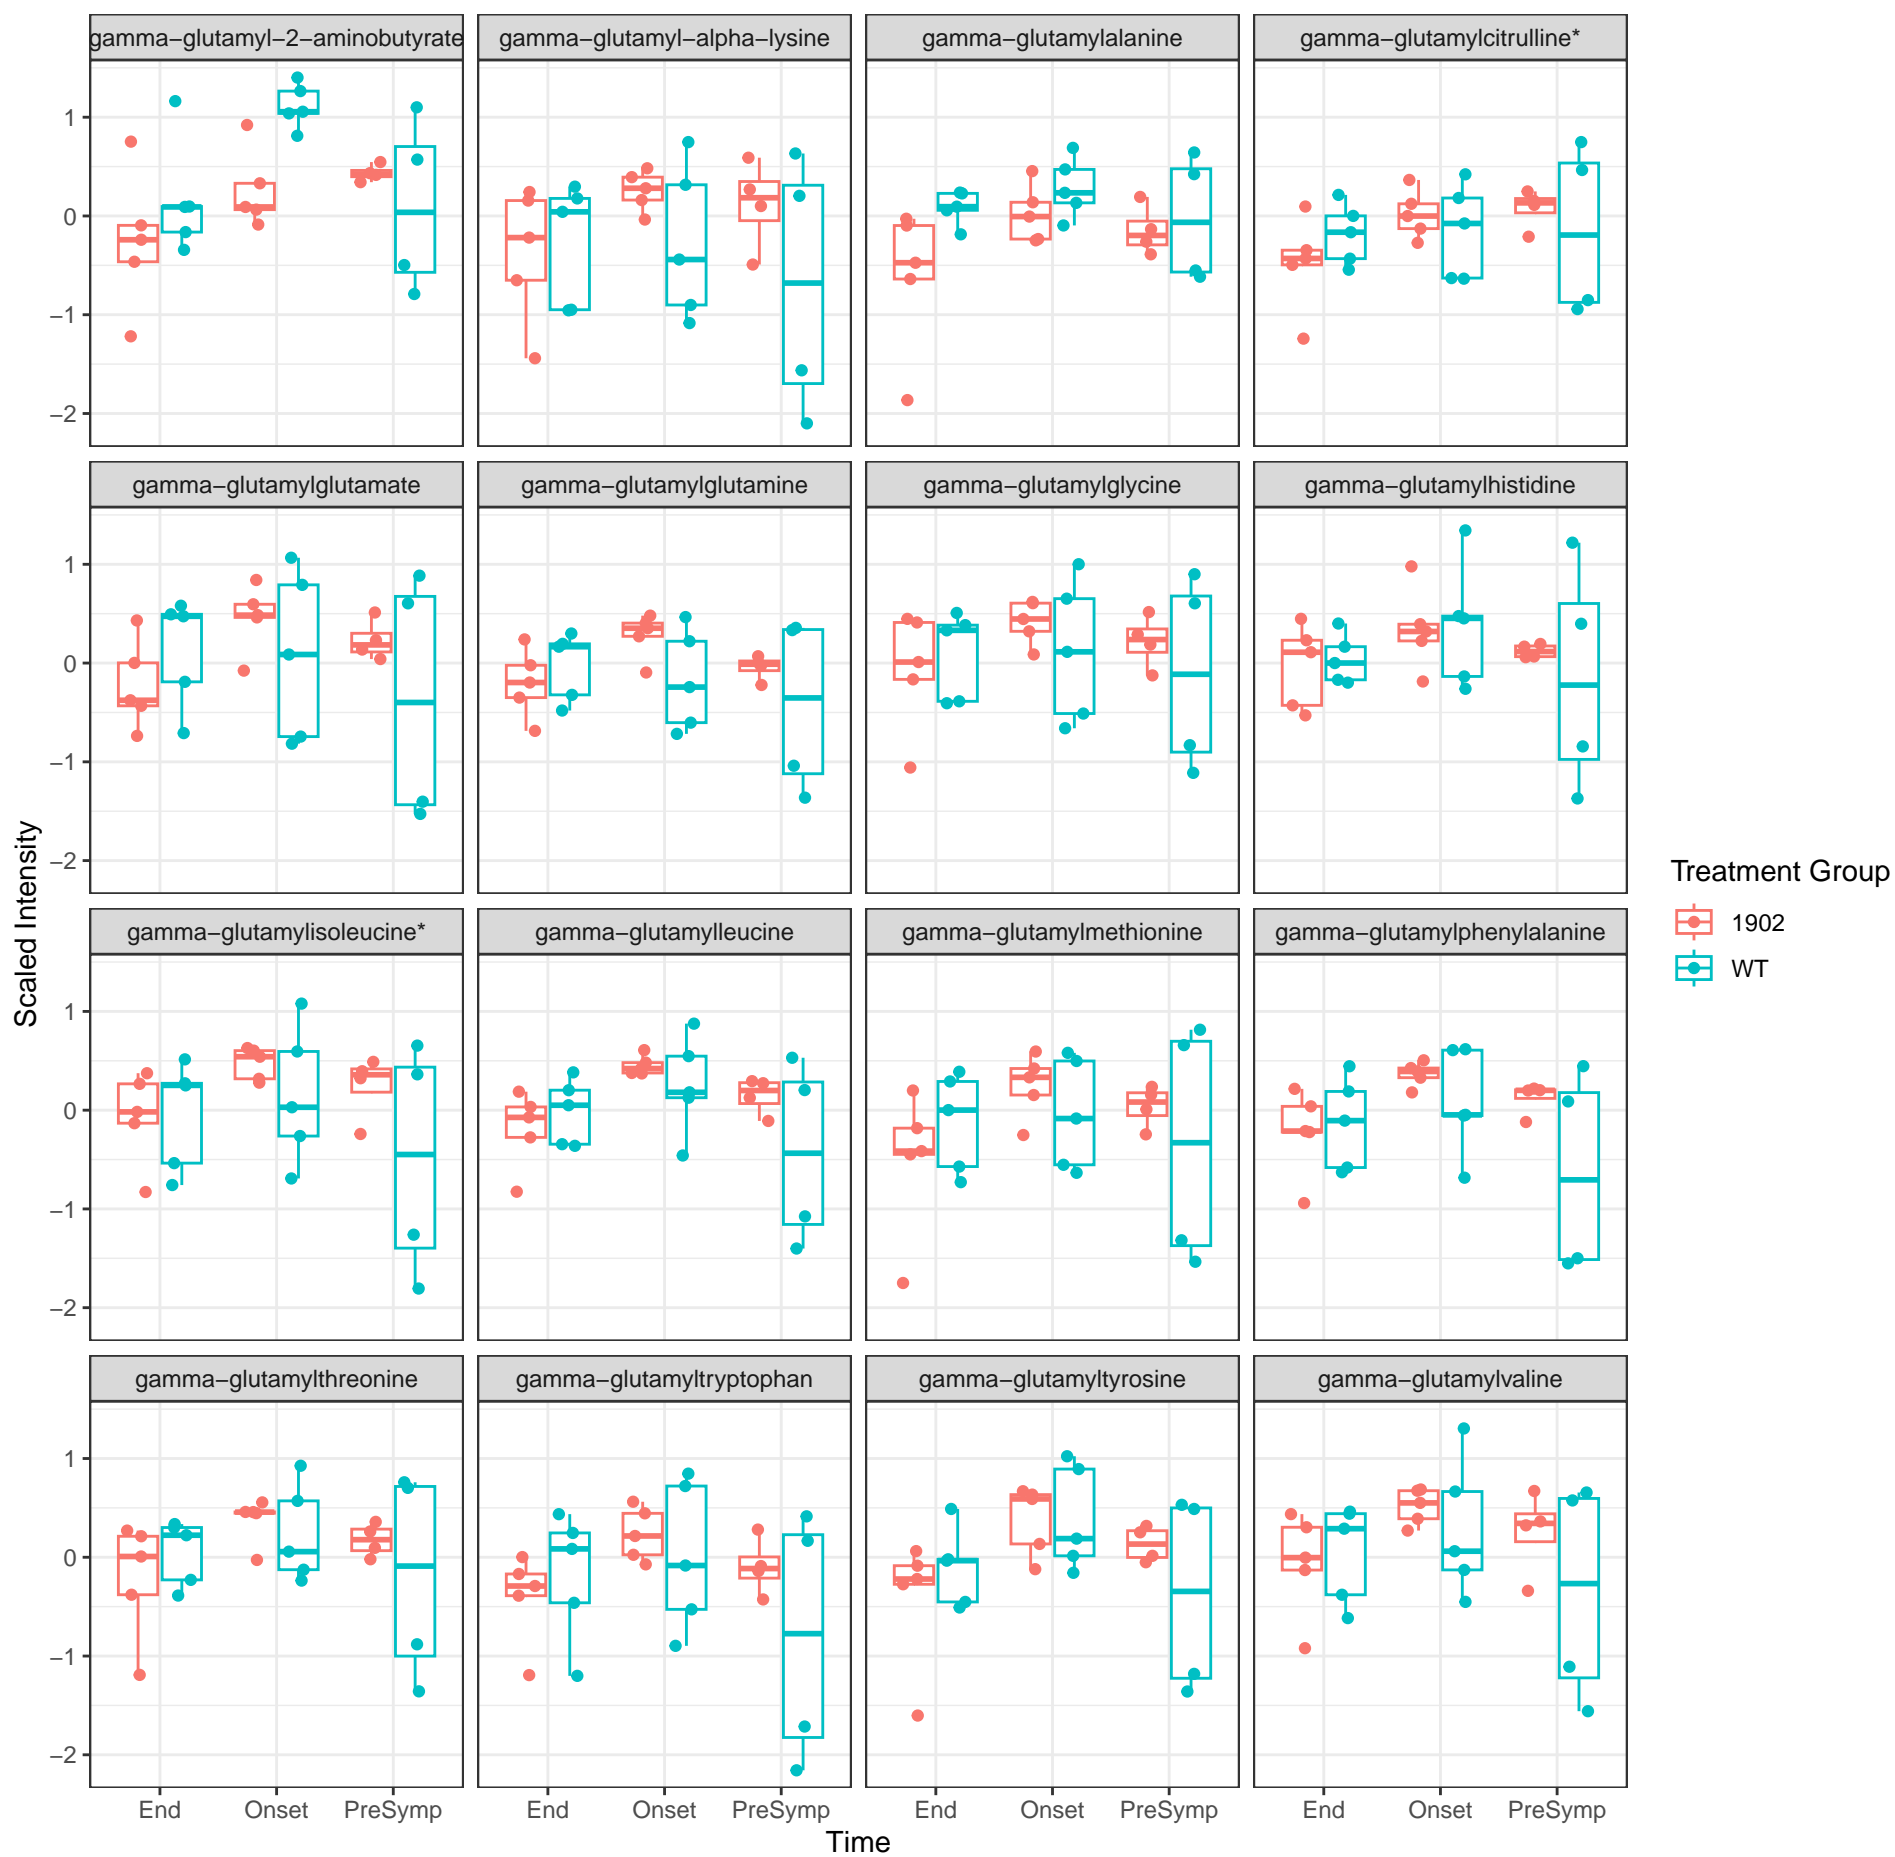 gamma−glutamyl−2−aminobutyrate gamma−glutamyl−alpha−lysine gamma−glutamylalanine gamma−glutamylcitrulline*
1
0
−1
−2
gamma−glutamylglutamate gamma−glutamylglutamine gamma−glutamylglycine gamma−glutamylhistidine
1
0
−1
−2
gamma−glutamylisoleucine* gamma−glutamylleucine gamma−glutamylmethionine gamma−glutamylphenylalanine
1
0
−1
−2
gamma−glutamylthreonine gamma−glutamyltryptophan gamma−glutamyltyrosine gamma−glutamylvaline
1
0
−1
−2
End Onset PreSymp End Onset PreSymp End Onset PreSymp End Onset PreSymp
Time
Scaled Intensity
Treatment Group
1902
WT